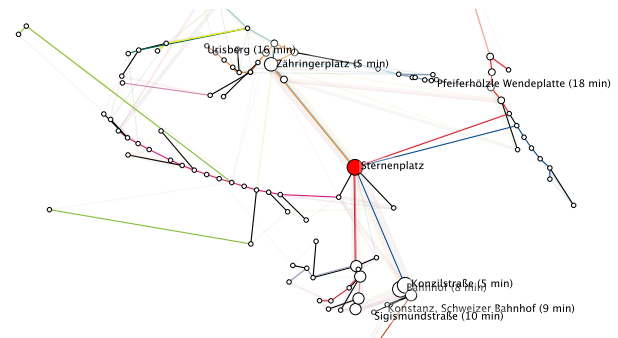 Urisberg (16 min)
Zähringerplatz (5 min)
Pfeiferhölzle Wendeplatte (18 min)
Sternenplatz
Konzilstraße (5 min)
Bahnhof (8 min)
Konstanz, Schweizer Bahnhof (9 min)
Sigismundstraße (10 min)